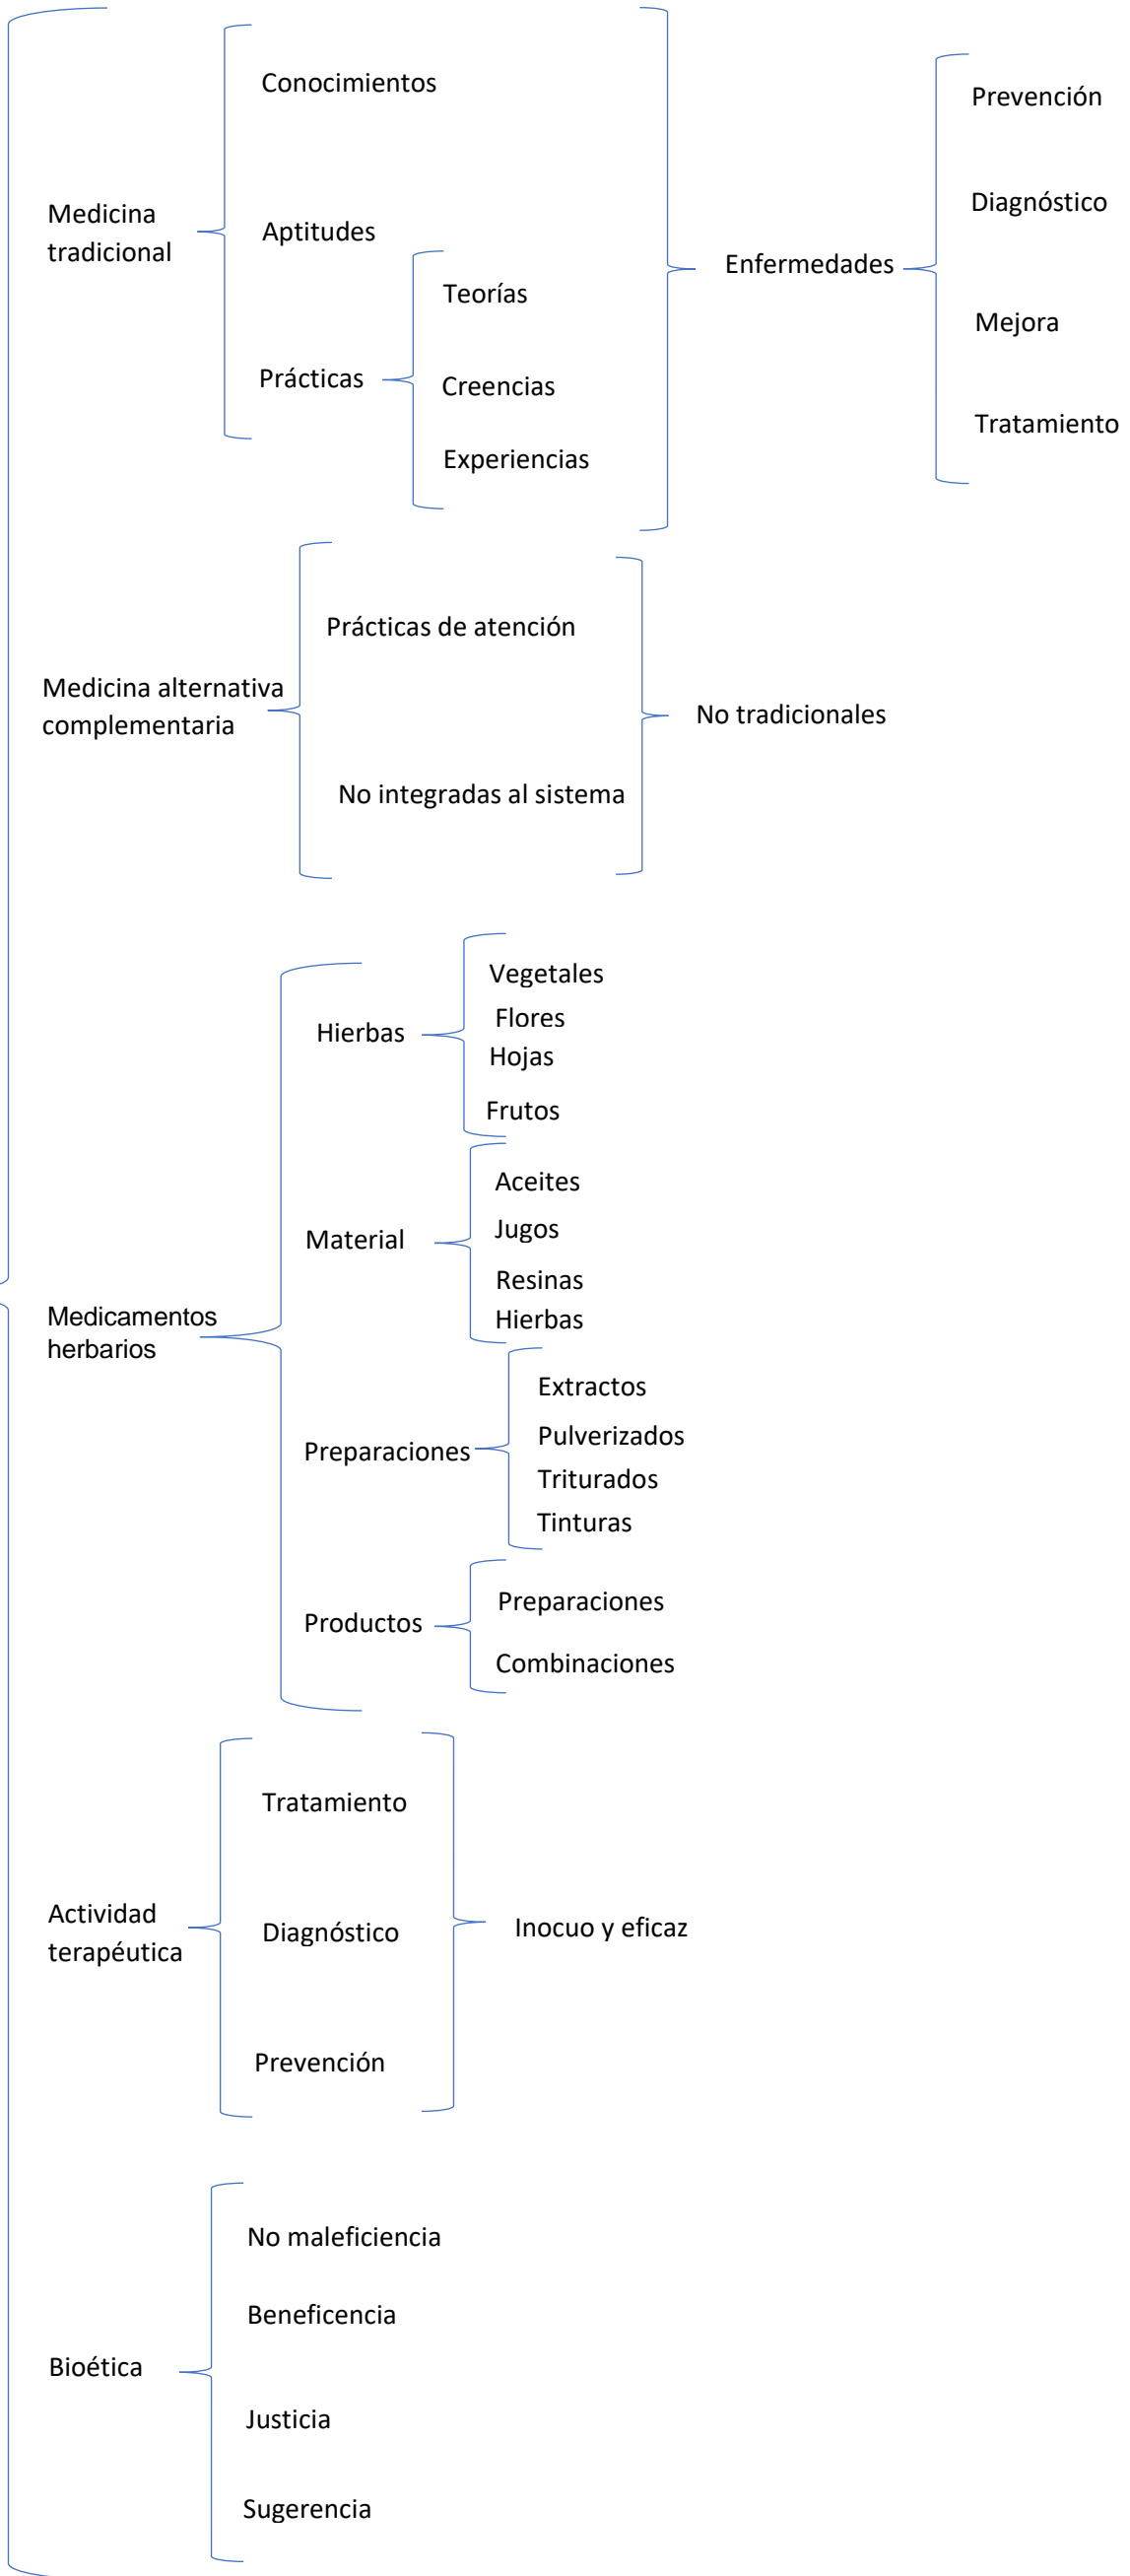 Medicina
tradicional
Conocimientos
Aptitudes
Prácticas
Teorías
Creencias
Experiencias
Enfermedades
Prevención
Diagnóstico
Mejora
Tratamiento
Medicina alternativa
complementaria
Prácticas de atención
No integradas al sistema
No tradicionales
Medicamentos
herbarios
Hierbas
Vegetales
Flores
Hojas
Frutos
Material
Aceites
Jugos
Resinas
Hierbas
Preparaciones
Extractos
Pulverizados
Triturados
Tinturas
Productos
Preparaciones
Combinaciones
Actividad
terapéutica
Tratamiento
Diagnóstico
Prevención
Inocuo y eficaz
Bioética
No maleficiencia
Beneficencia
Justicia
Sugerencia